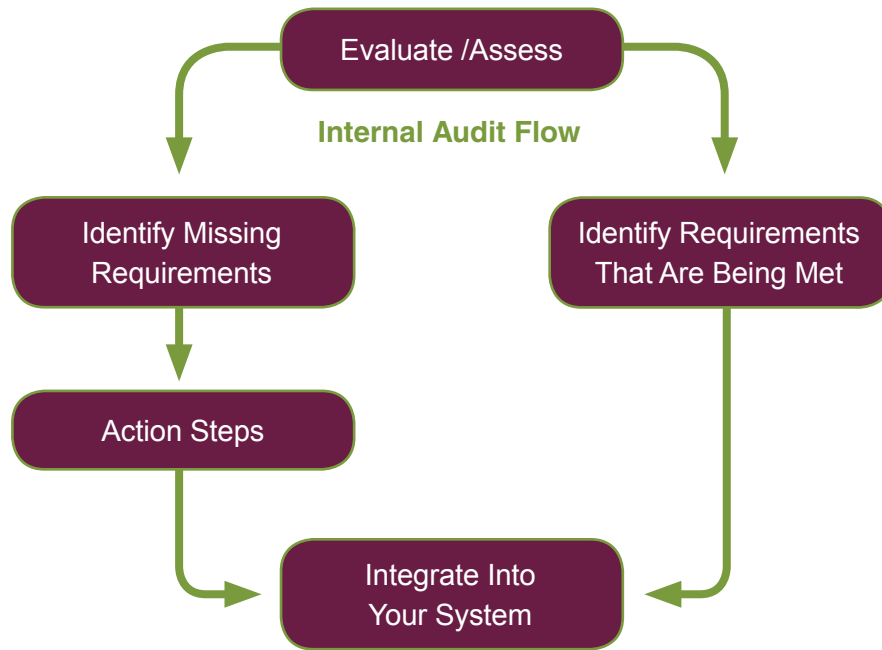 Evaluate /Assess
Internal Audit Flow
Identify Missing
Requirements
Identify Requirements
That Are Being Met
Action Steps
Integrate Into
Your System